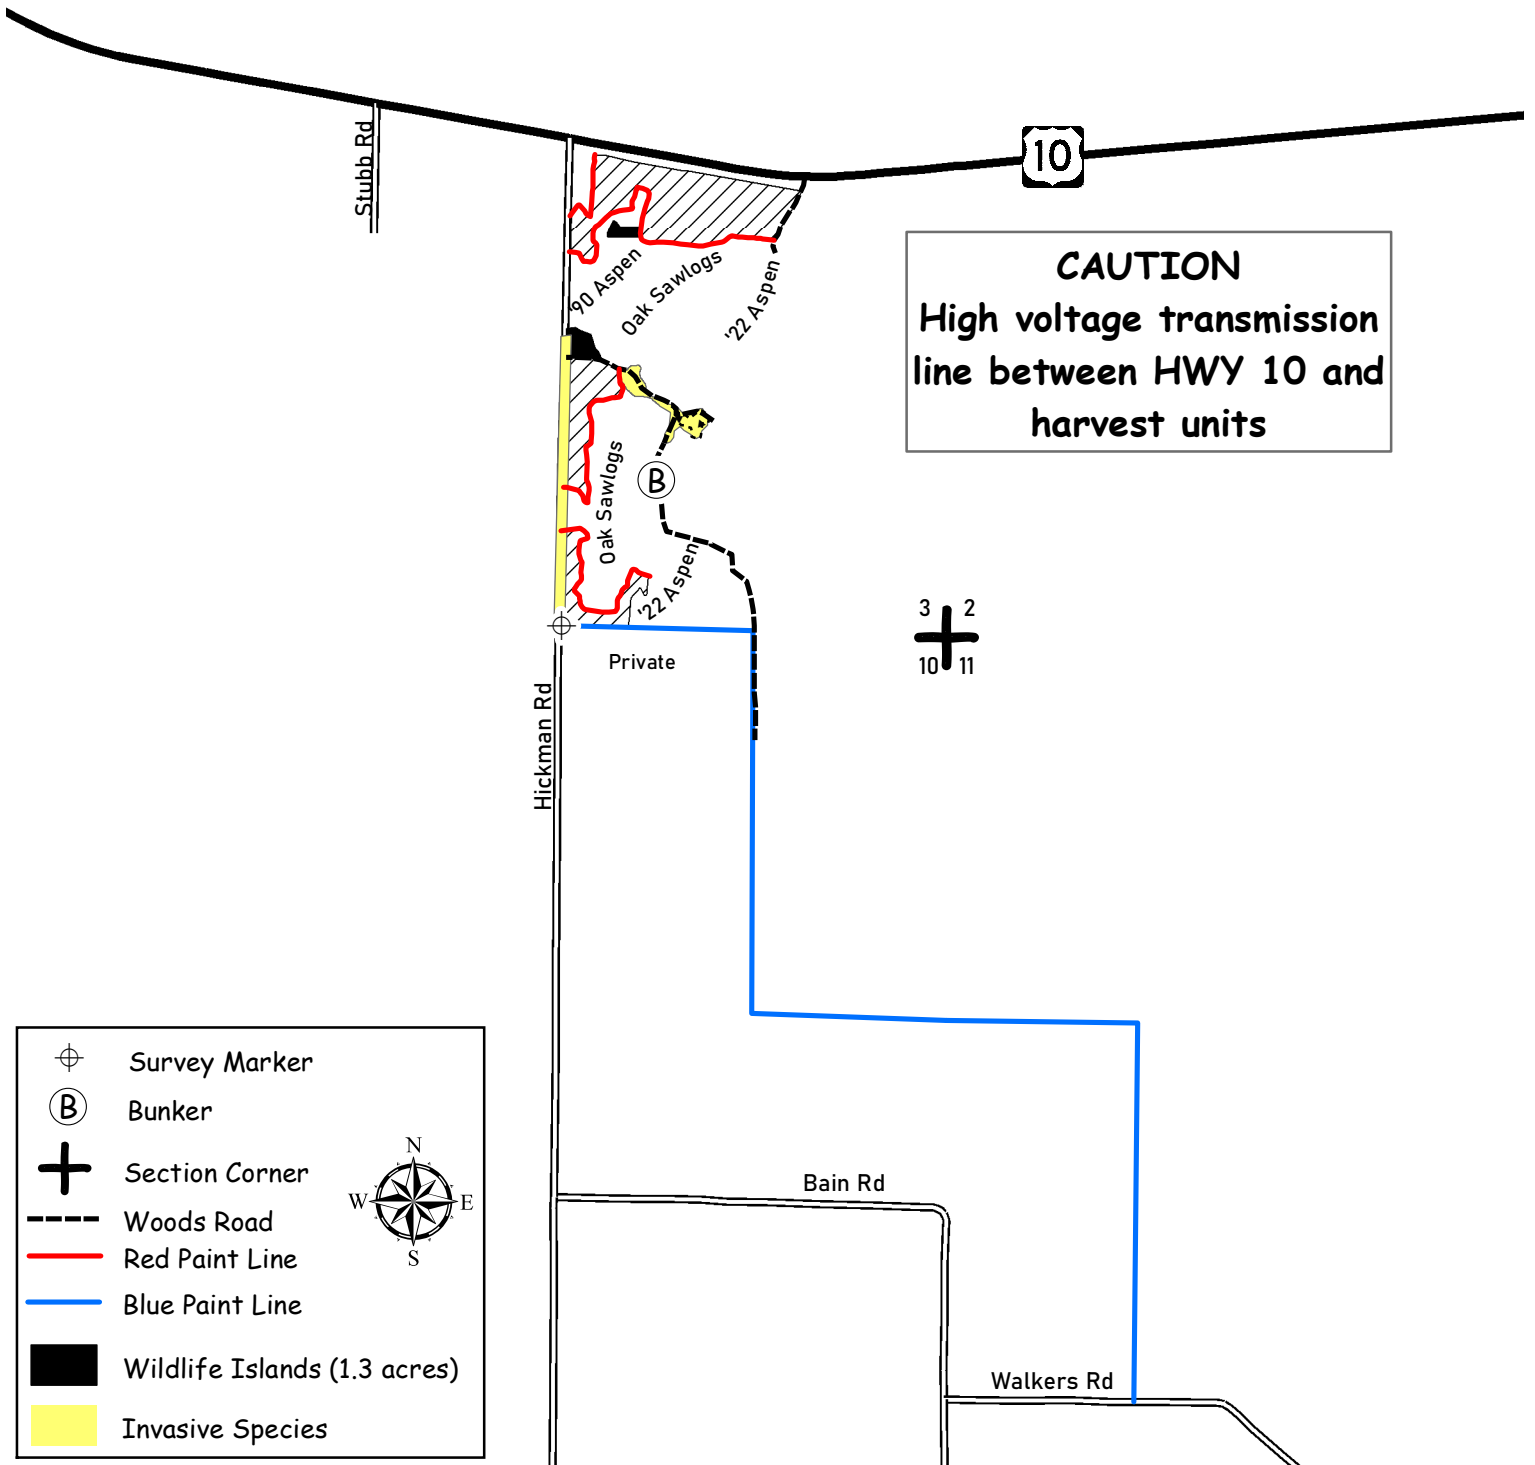 Stubb Rd
10
CAUTION
High voltage transmission
line between HWY 10 and
harvest units
'90 Aspen
Oak Sawlogs
'22 Aspen
Oak Sawlogs
B
'22 Aspen
3 2
10 11
Private
Hickman Rd
Bain Rd
Walkers Rd
Survey Marker
B Bunker
Section Corner
Woods Road
Red Paint Line
Blue Paint Line
Wildlife Islands (1.3 acres)
Invasive Species
N
W E
S